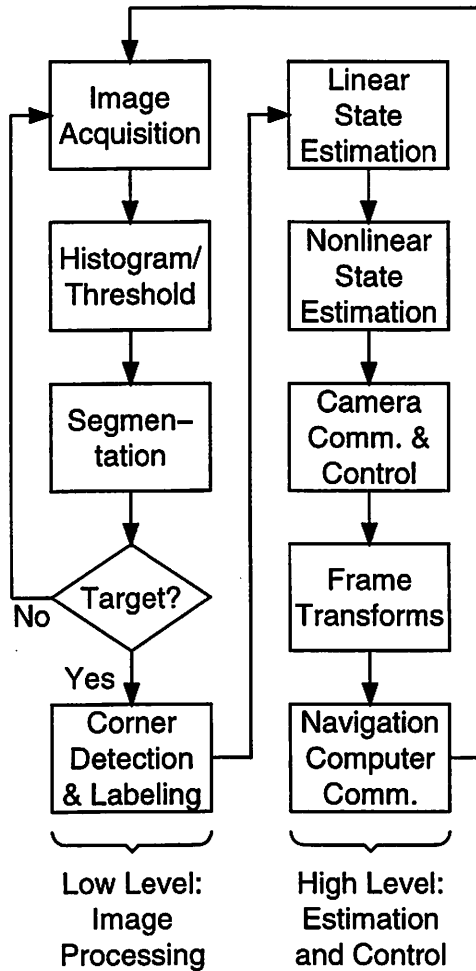 Image
Acquisition
Histogram/
Threshold
Segmen–
tation
Target?
No
Yes
Corner
Detection
& Labeling
Low Level:
Image
Processing
Linear
State
Estimation
Nonlinear
State
Estimation
Camera
Comm. &
Control
Frame
Transforms
Navigation
Computer
Comm.
High Level:
Estimation
and Control